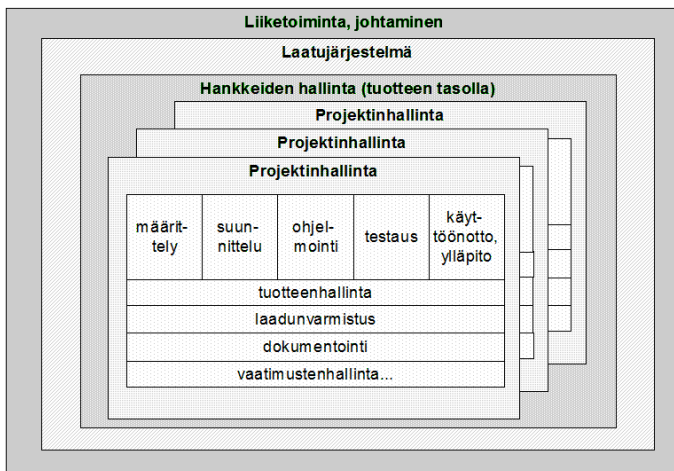 Liiketoiminta, johtaminen
Laatujärjestelmä
Hankkeiden hallinta (tuotteen tasolla)
Projektinhallinta
Projektinhallinta
Projektinhallinta
määrit-
tely
suun-
nittelu
ohjel-
mointi
testaus
käyt-
töönotto,
ylläpito
tuotteenhallinta
laadunvarmistus
dokumentointi
vaatimustenhallinta...